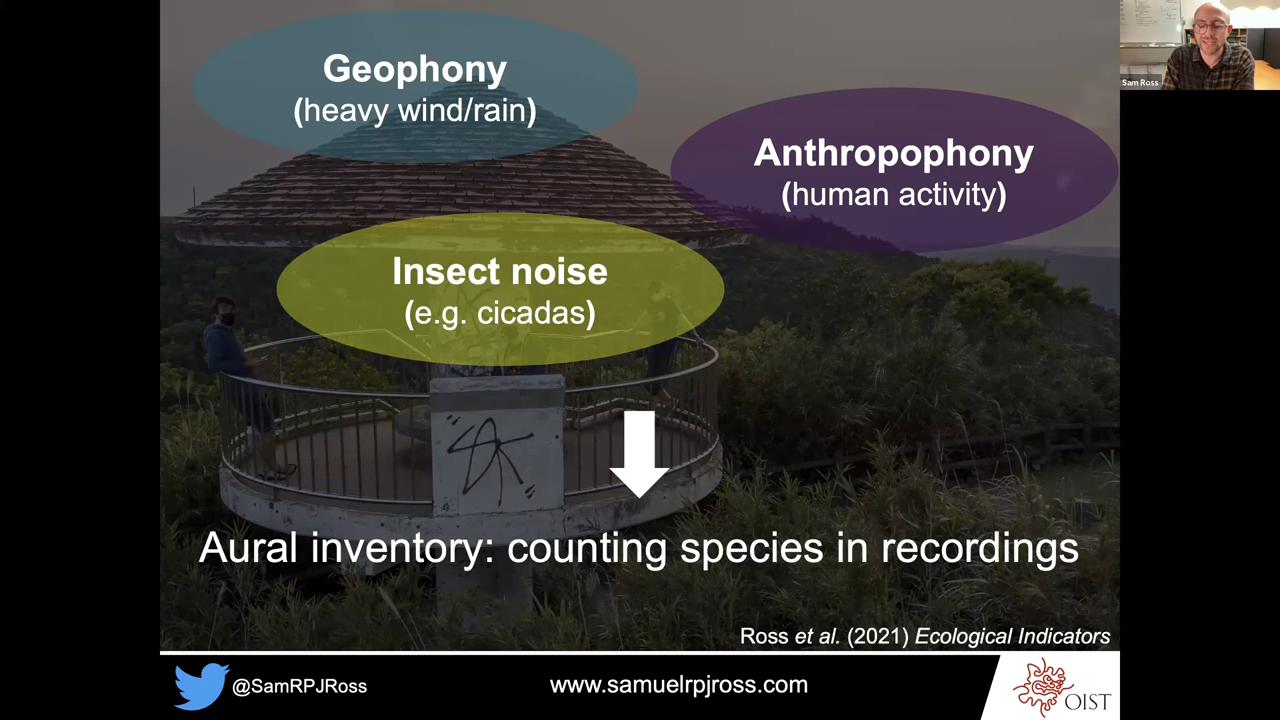 Geophony
(heavy wind/rain)
Sam Ross
Anthropophony
(human activity)
Insect noise
(e.g. cicadas)
Aural inventory: counting species in recordings
Ross et al. (2021) Ecological Indicators
@SamRPJRoss
www.samuelrpjross.com
OIST